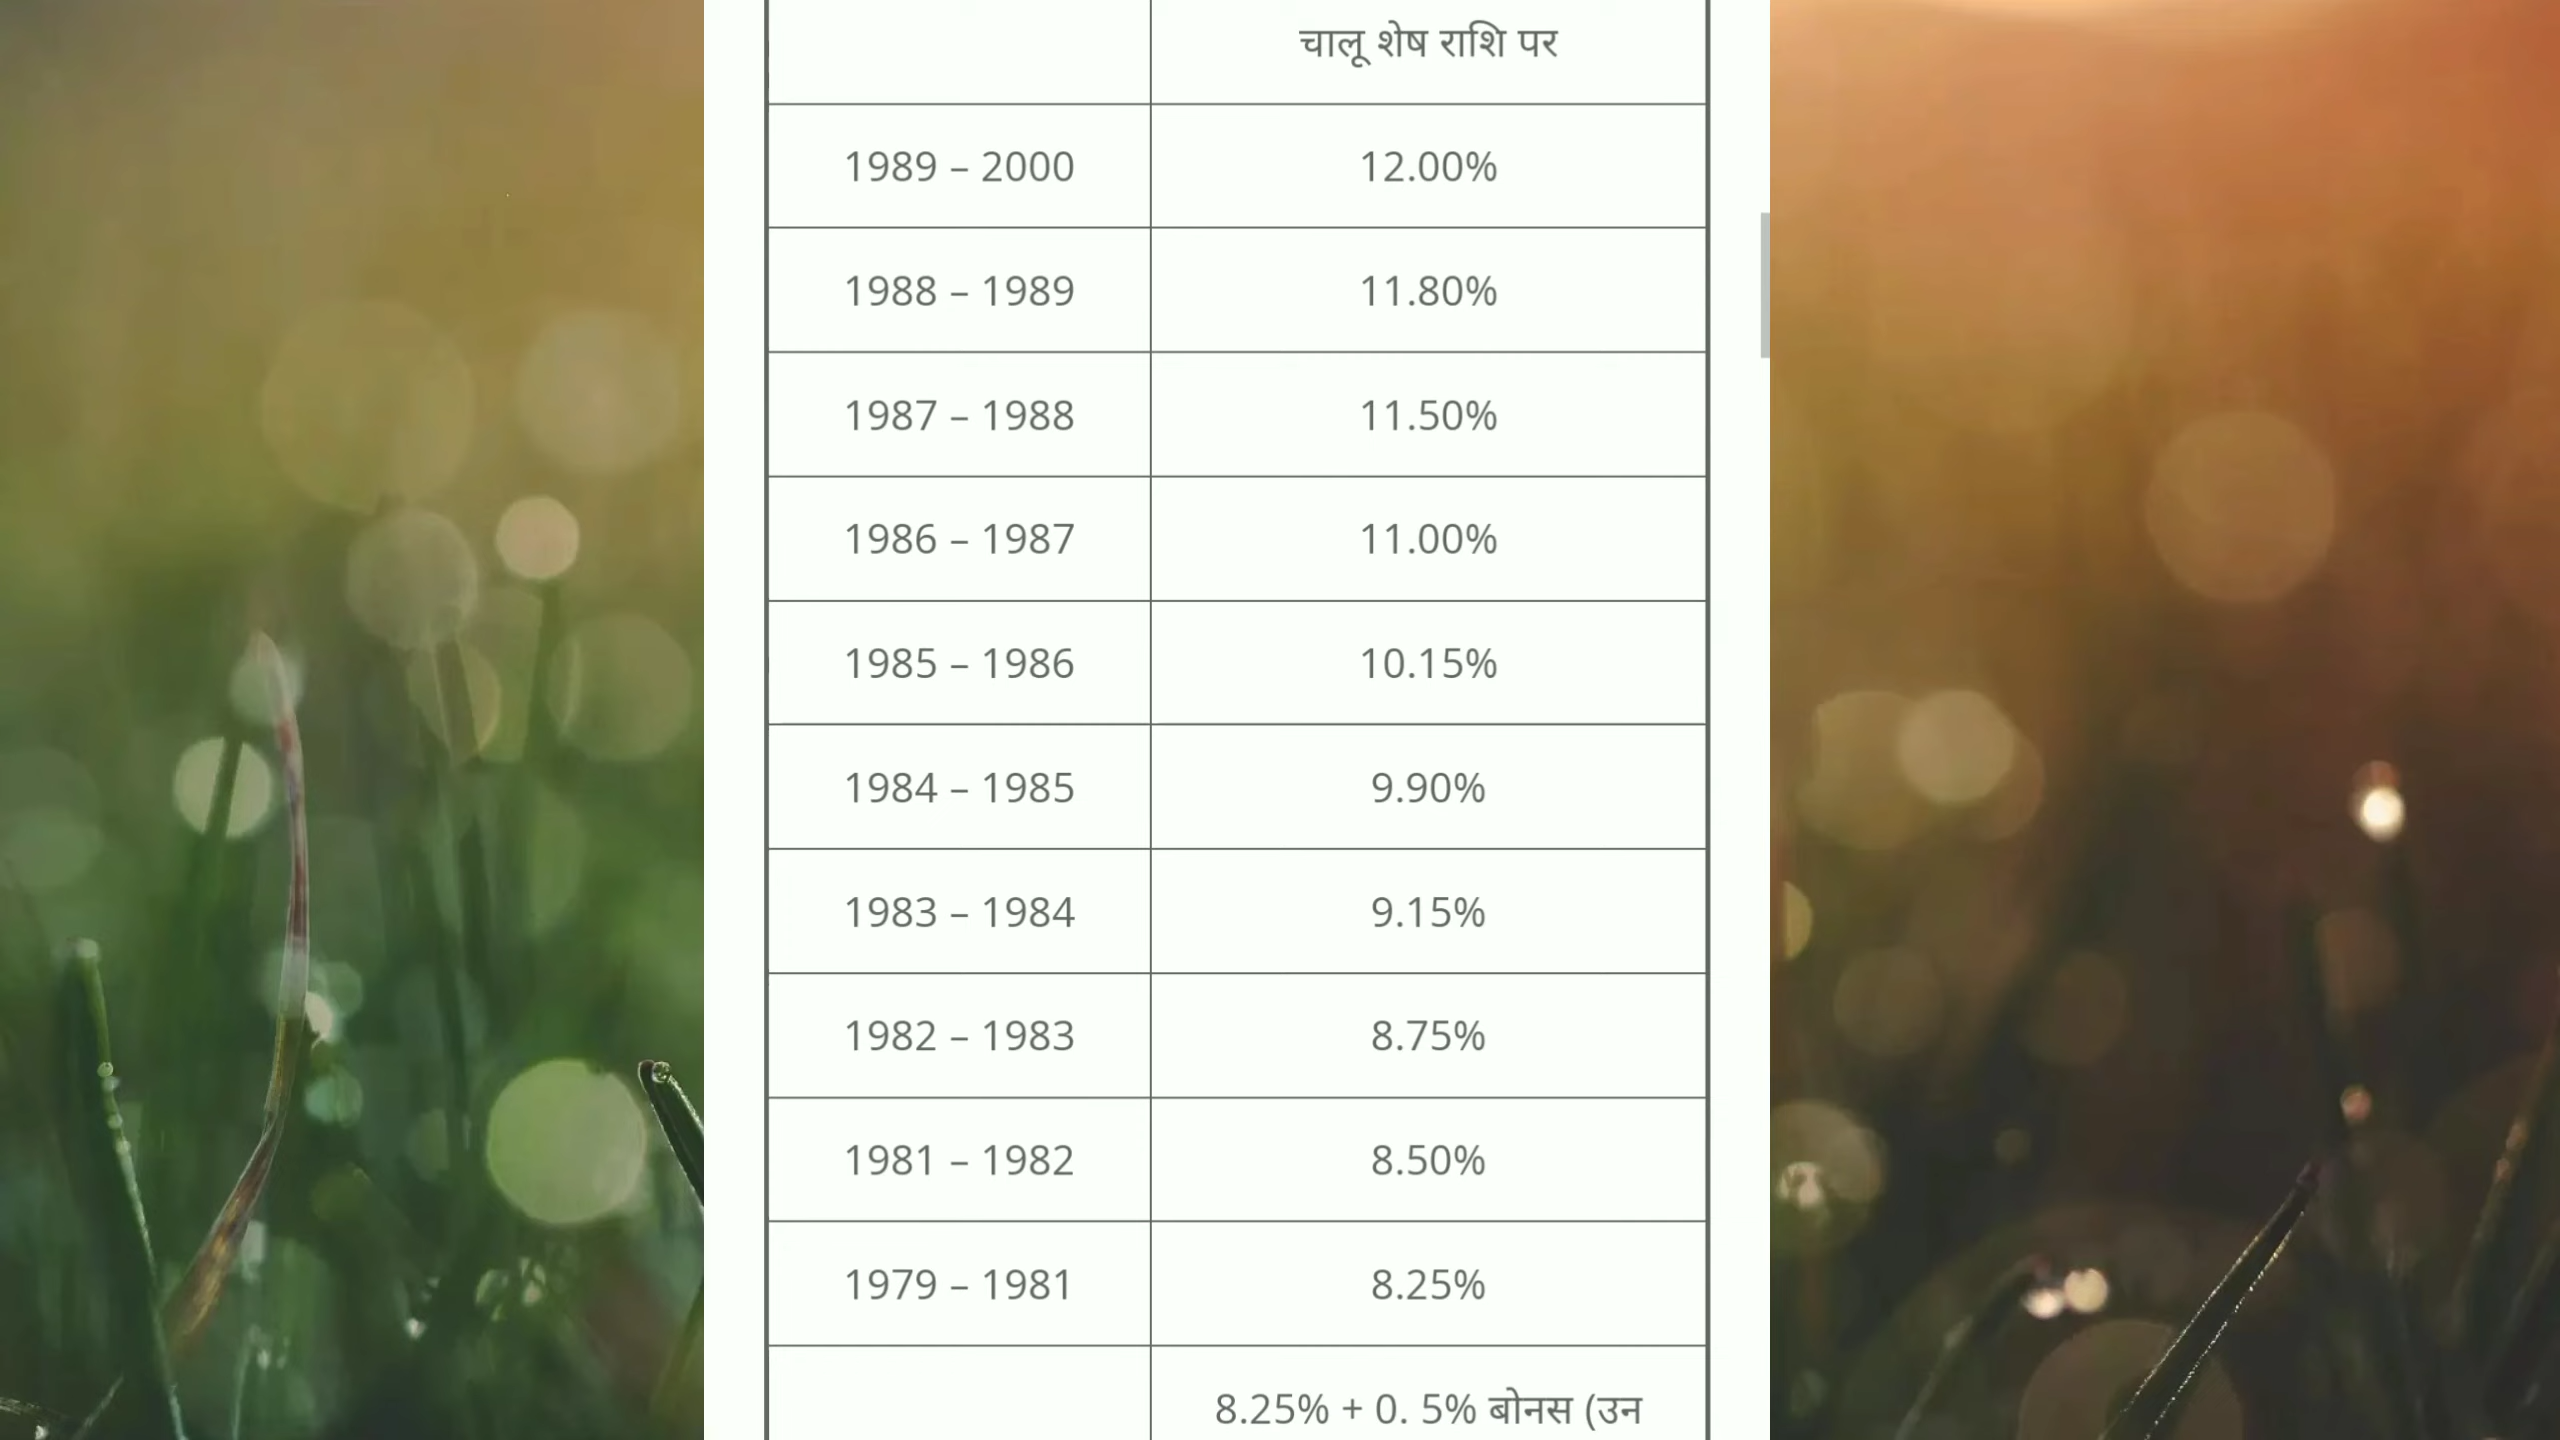 चालू शेष राशि पर
1989 – 2000 12.00%
1988 – 1989 11.80%
1987 – 1988 11.50%
1986 – 1987 11.00%
1985 – 1986 10.15%
1984 – 1985 9.90%
1983 – 1984 9.15%
1982 – 1983 8.75%
1981 – 1982 8.50%
1979 – 1981 8.25%
8.25% + 0. 5% बोनस (उन